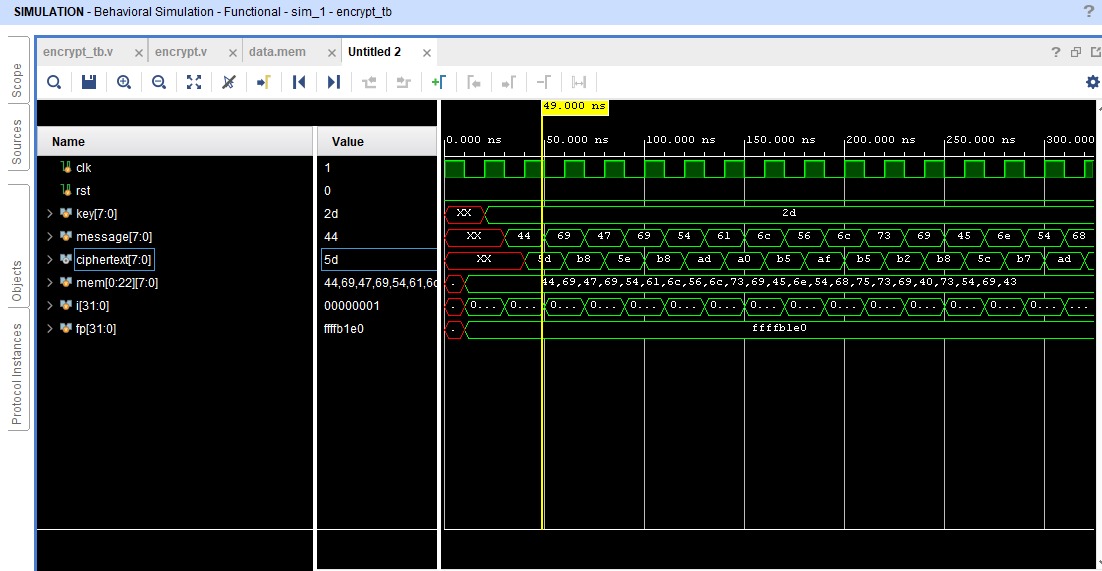 SIMULATION - Behavioral Simulation - Functional - sim_1 - encrypt_tb ?
encrypt_tb.v × encrypt.v × data.mem × Untitled 2 × ?
Scope
Sources
Objects
Protocol Instances
49.000 ns
Name Value
0.000 ns 50.000 ns 100.000 ns 150.000 ns 200.000 ns 250.000 ns 300.000
clk 1
rst 0
key[7:0] 2d XX 2d
message[7:0] 44 XX 44 69 47 69 54 61 6c 56 6c 73 69 45 6e 54 68
ciphertext[7:0] 5d XX 5d b8 5e b8 ad a0 b5 af b5 b2 b8 5c b7 ad
mem[0:22][7:0] 44,69,47,69,54,61,6c . 44,69,47,69,54,61,6c,56,6c,73,69,45,6e,54,68,75,73,69,40,73,54,69,43
i[31:0] 00000001 . 0... 0... 0... 0... 0... 0... 0... 0... 0... 0... 0... 0... 0... 0... 0... ...
fp[31:0] ffffb1e0 . ffffb1e0